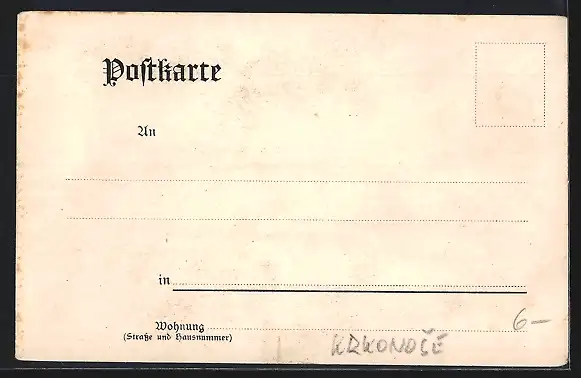 Postkarte
An
in
Wohnung
(Straße und Hausnummer)
KRKONOŠE
6—